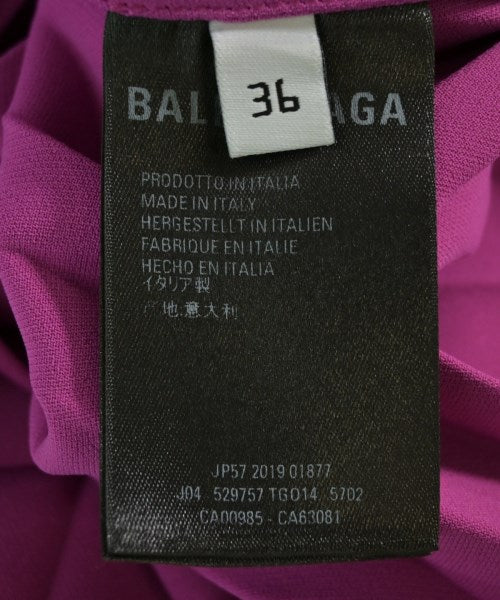 36
BAL AGA
PRODOTTO IN ITALIA
MADE IN ITALY
HERGESTELLT IN ITALIEN
FABRIQUE EN ITALIE
HECHO EN ITALIA
イタリア製
产地:意大利
JP57 2019 01877
J04 529757 TGO14 5702
CA00985 - CA63081